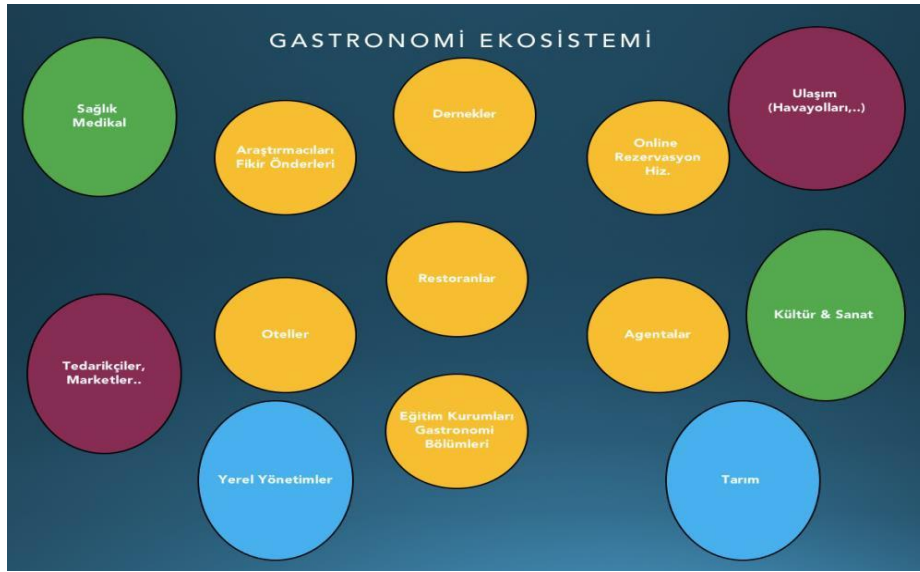 GASTRONOMİ EKOSİSTEMİ
Sağlık
Medikal
Araştırmacıları
Fikir Önderleri
Dernekler
Online
Rezervasyon
Hiz.
Ulaşım
(Havayolları,..)
Tedarikçiler,
Marketler..
Oteller
Restoranlar
Agentalar
Kültür & Sanat
Yerel Yönetimler
Eğitim Kurumları
Gastronomi
Bölümleri
Tarım